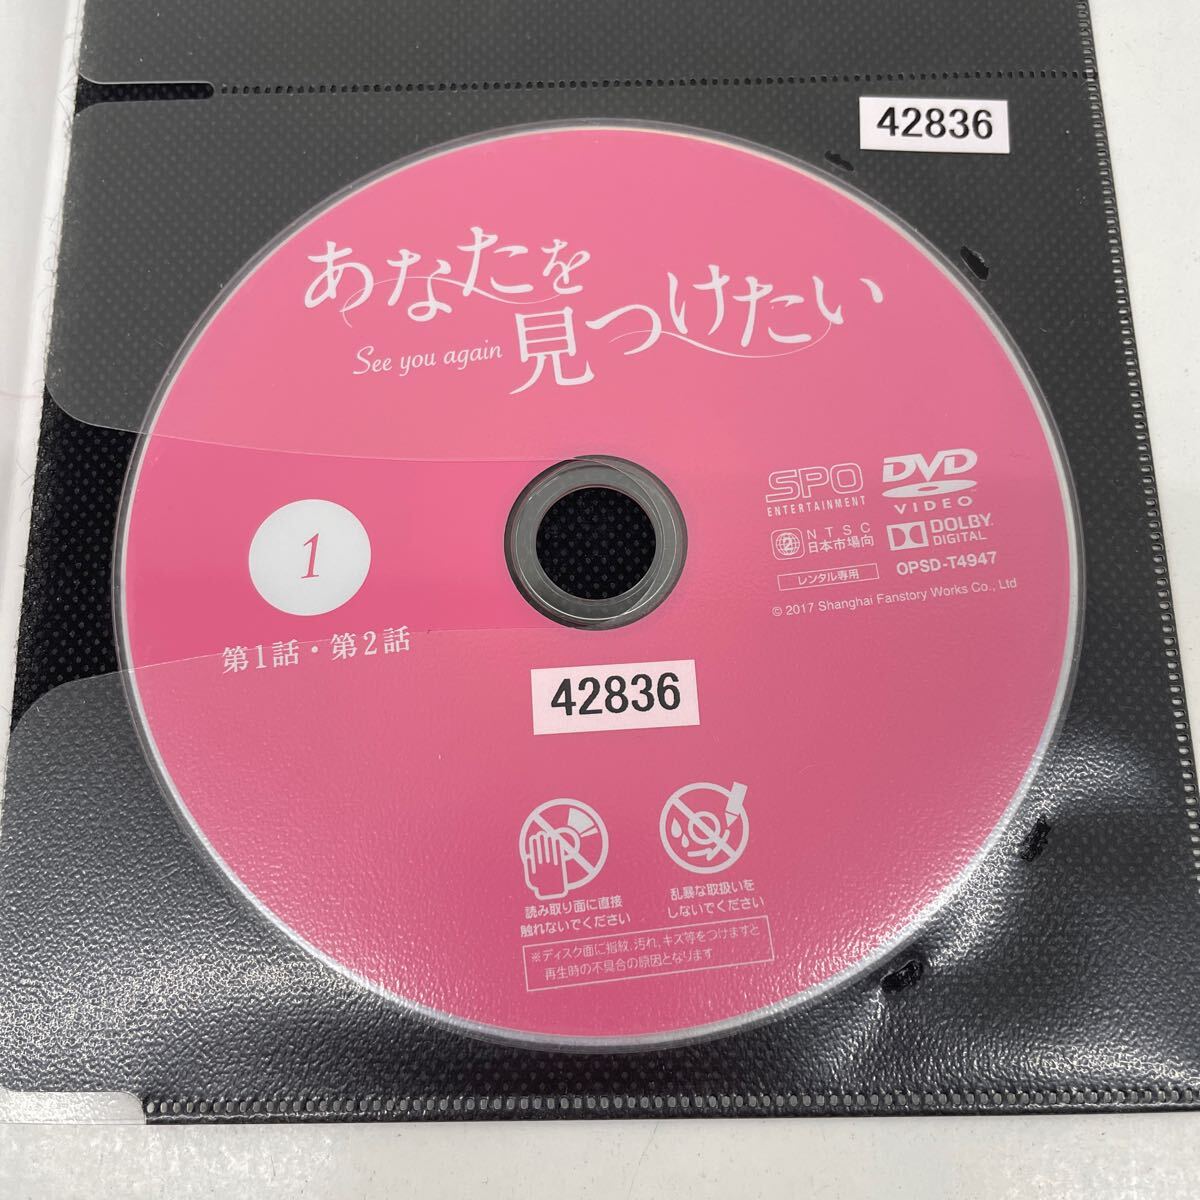 42836
あなたを
見つけたい
See you again
SPO
ENTERTAINMENT
DVD
VIDEO
2
NTSC
日本市場向
DOLBY
DIGITAL
レンタル専用
OPSD-T4947
© 2017 Shanghai Fanstory Works Co., Ltd
1
第1話・第2話
42836
読み取り面に直接
触れないでください
乱暴な取扱いを
しないでください
※ディスク面に指紋、汚れ、キズ等をつけますと
再生時の不具合の原因となります